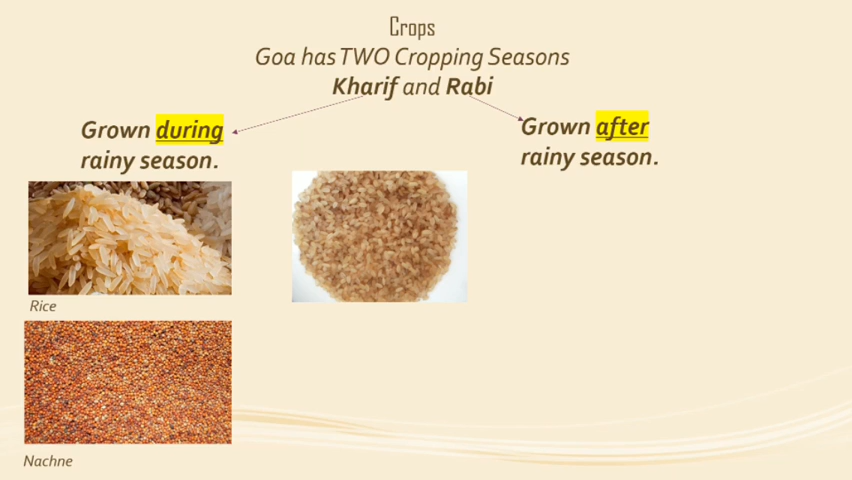 Crops
Goa has TWO Cropping Seasons
Kharif and Rabi
Grown during
rainy season.
Grown after
rainy season.
Rice
Nachne